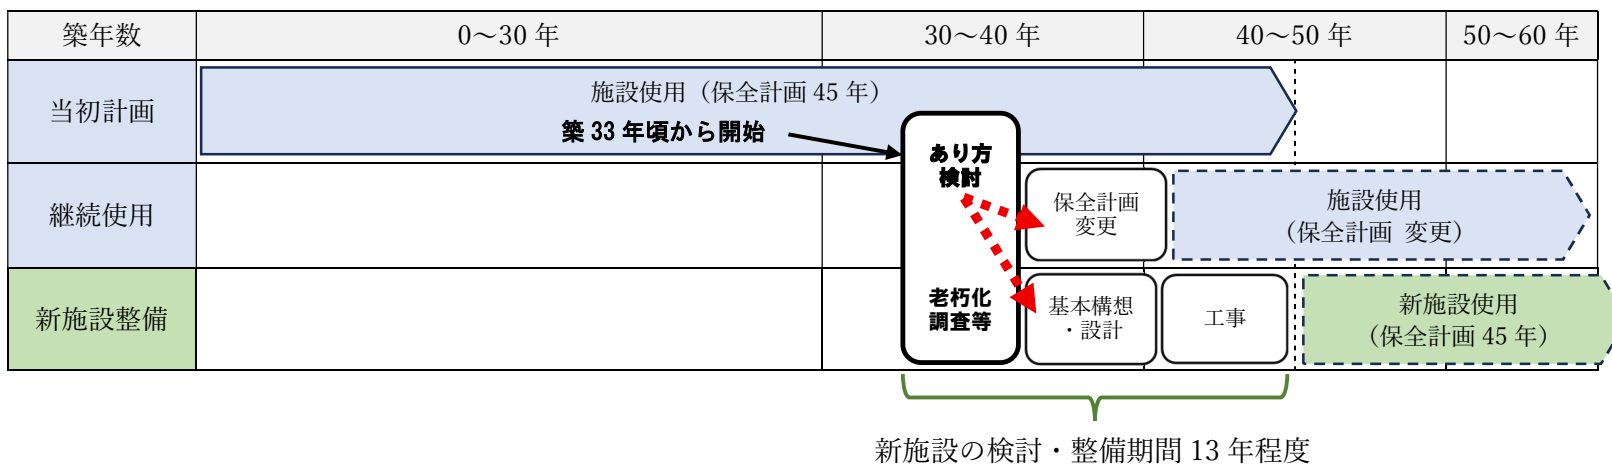 築年数
0～30 年
30～40 年
40～50 年
50～60 年
当初計画
施設使用（保全計画 45 年）
築 33 年頃から開始
あり方
検討
継続使用
保全計画
変更
施設使用
（保全計画 変更）
新施設整備
老朽化
調査等
基本構想
・設計
工事
新施設使用
（保全計画 45 年）
新施設の検討・整備期間 13 年程度